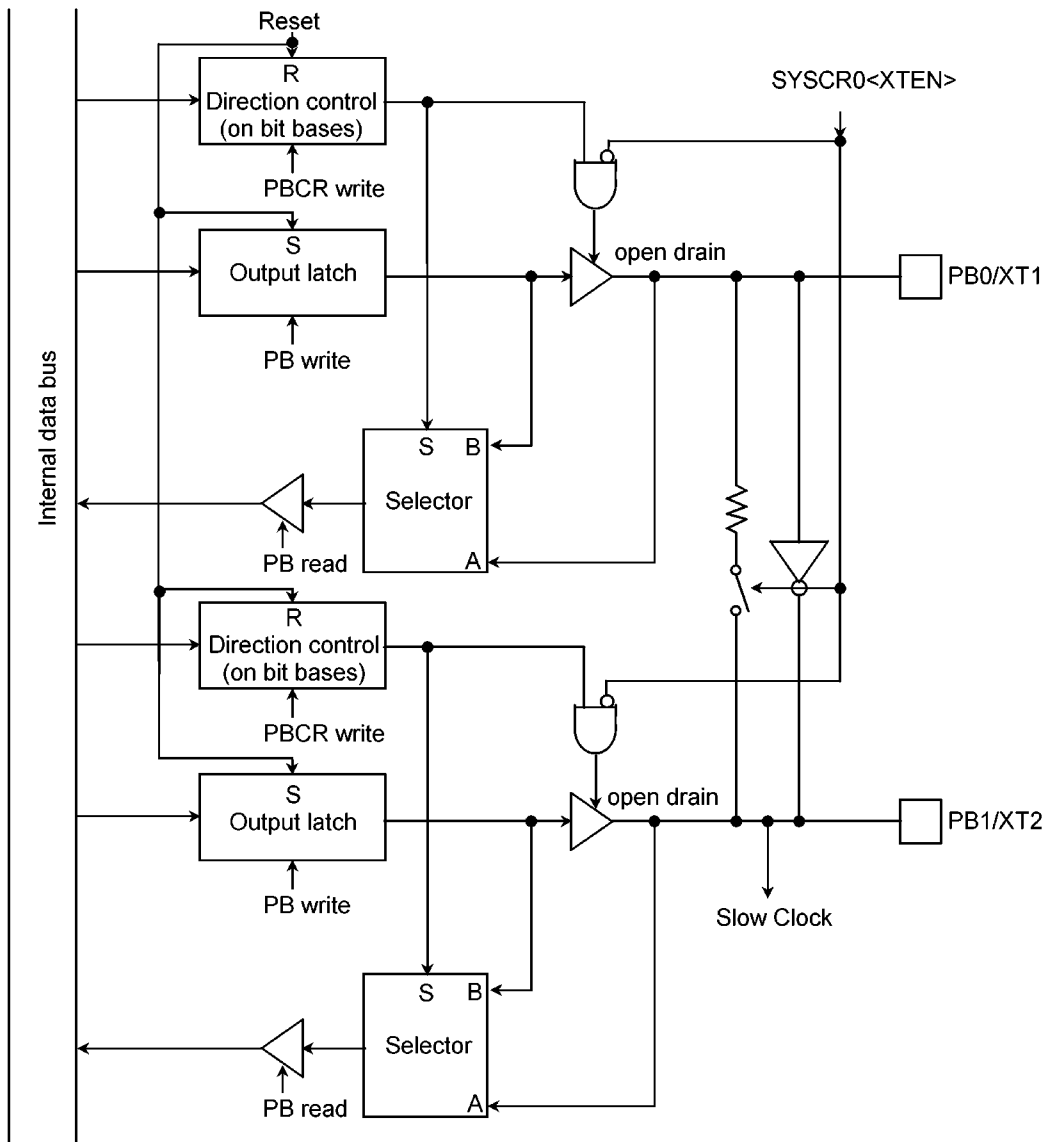 Reset
R
Direction control
(on bit bases)
PBCR write
SYSCR0<XTEN>
S
Output latch
PB write
open drain
PB0/XT1
Internal data bus
S B
Selector
A
PB read
R
Direction control
(on bit bases)
PBCR write
S
Output latch
PB write
open drain
PB1/XT2
Slow Clock
S B
Selector
A
PB read